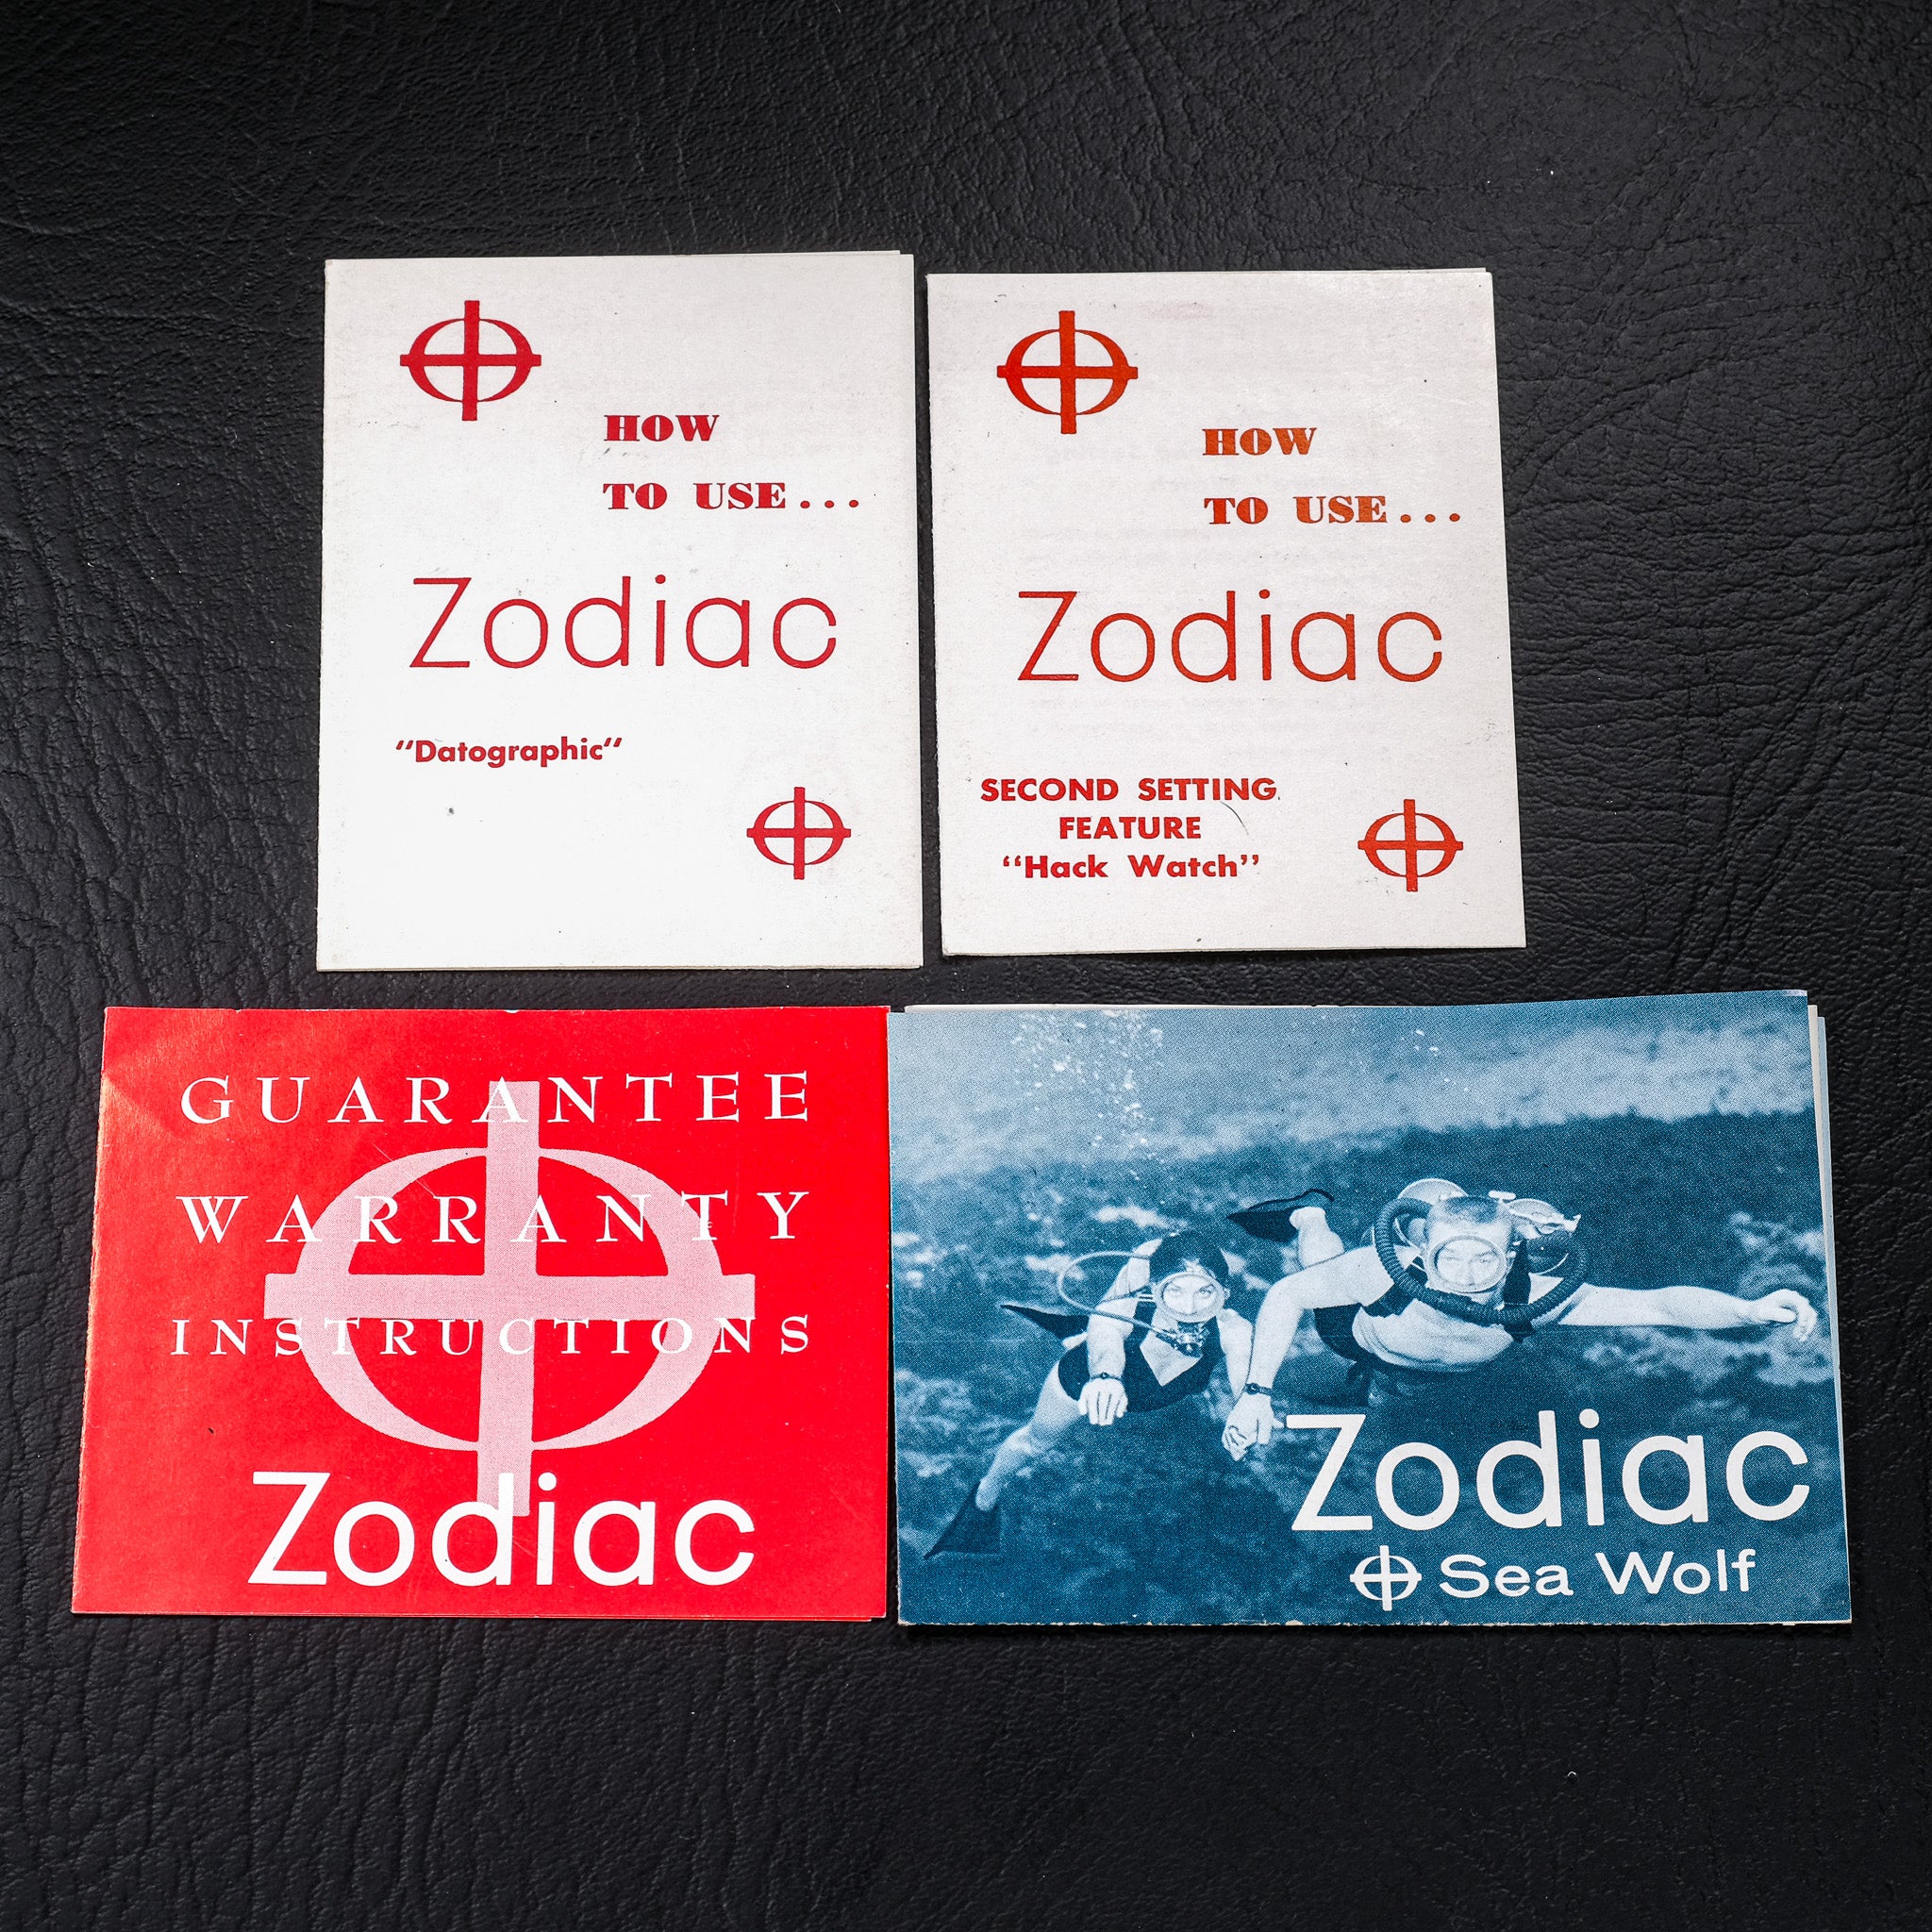 HOW
TO USE...
Zodiac
"Datographic"
HOW
TO USE...
Zodiac
SECOND SETTING
FEATURE
"Hack Watch"
GUARANTEE
WARRANTY
INSTRUCTIONS
Zodiac
Zodiac
Sea Wolf